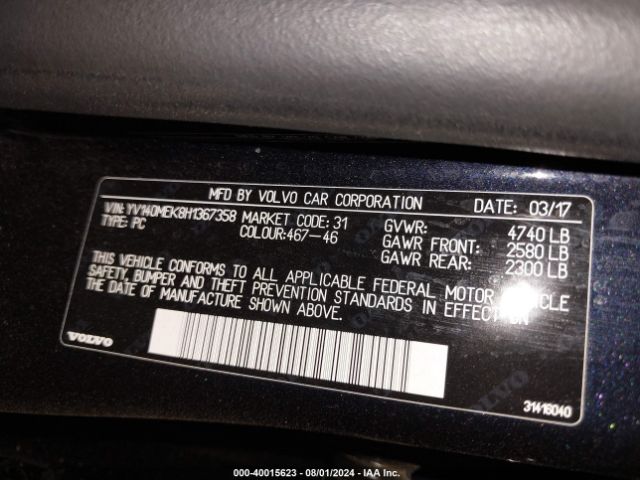 MFD BY VOLVO CAR CORPORATION DATE: 03/17
VIN: YV140MEK8H1367358 MARKET CODE: 31 GVWR: 4740 LB
TYPE: PC COLOUR:467-46 GAWR FRONT: 2580 LB
GAWR REAR: 2300 LB
THIS VEHICLE CONFORMS TO ALL APPLICABLE FEDERAL MOTOR VEHICLE
SAFETY, BUMPER AND THEFT PREVENTION STANDARDS IN EFFECT ON
THE DATE OF MANUFACTURE SHOWN ABOVE.
VOLVO
31416040
000-40015623 - 08/01/2024 - IAA Inc.